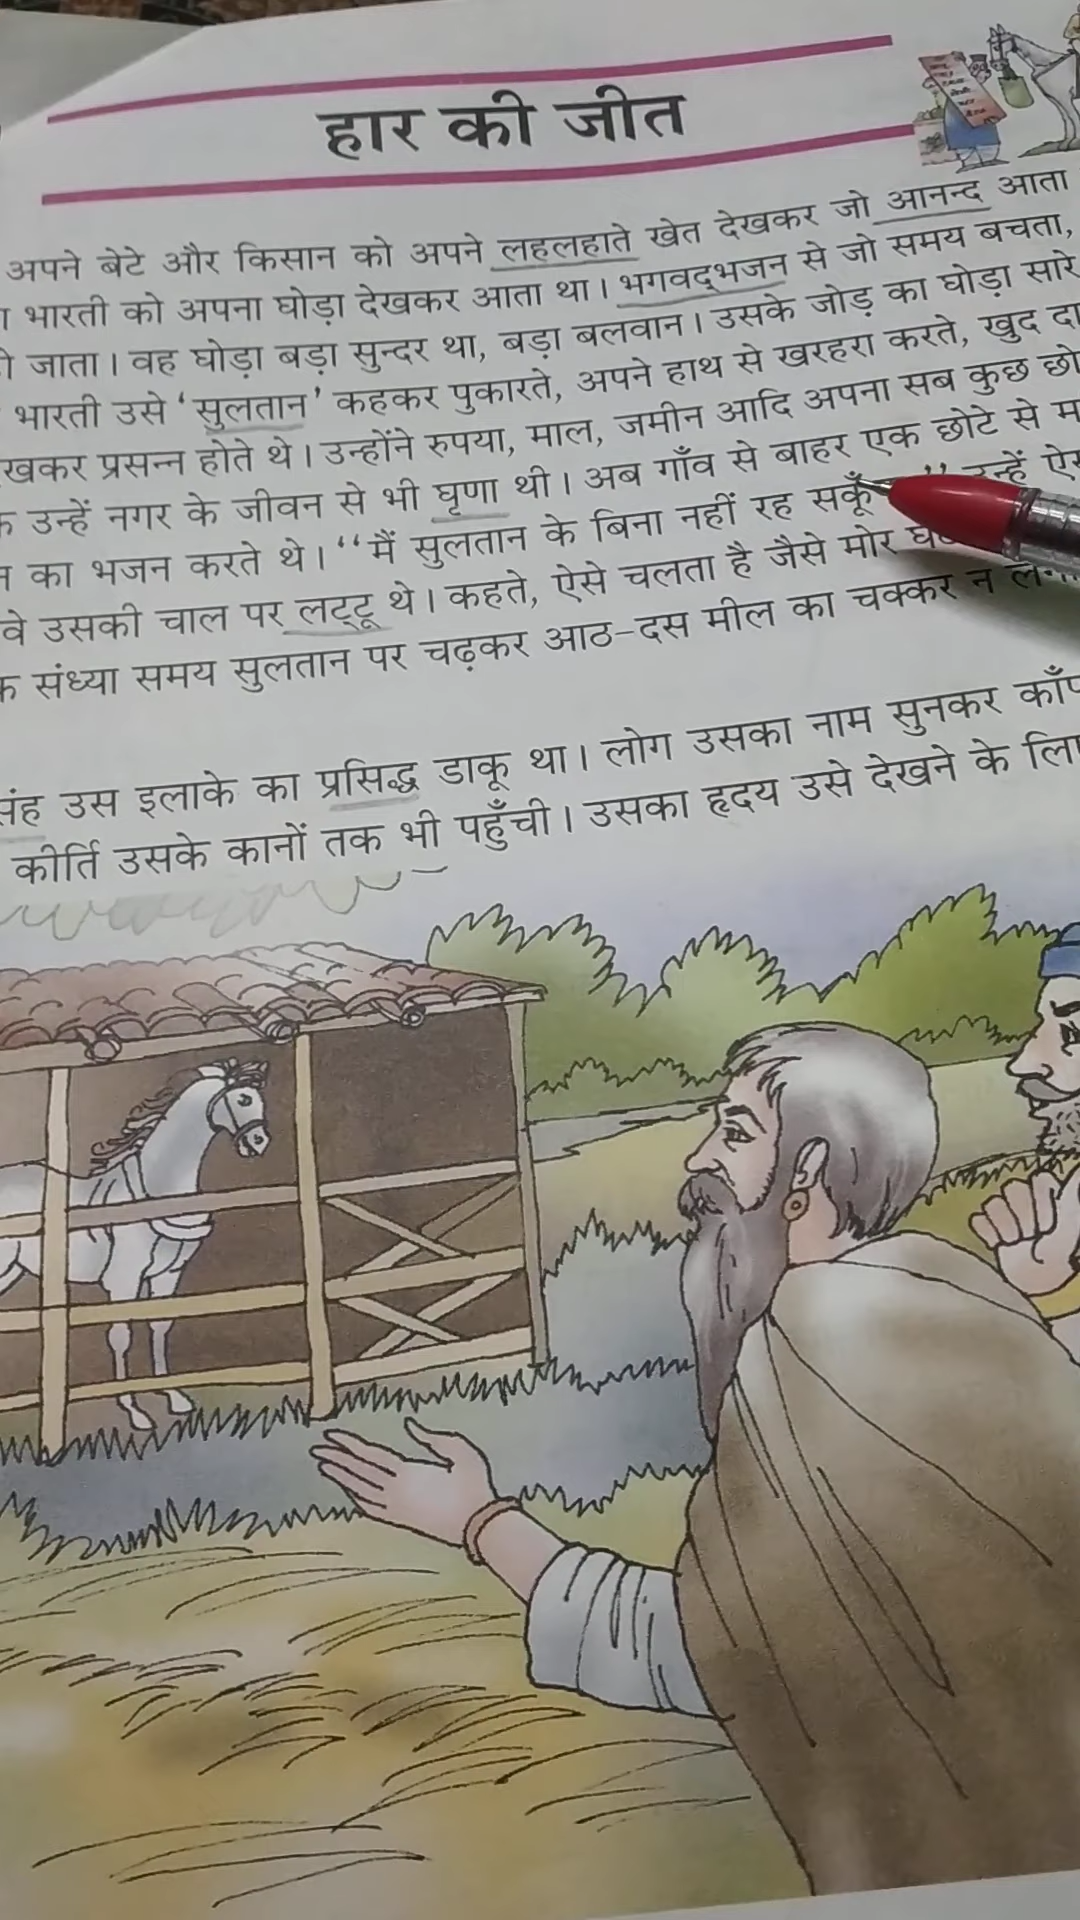 हार की जीत
अपने बेटे और किसान को अपने लहलहाते खेत देखकर जो आनन्द आता
भारती को अपना घोड़ा देखकर आता था। भगवद्भजन से जो समय बचता,
जाता। वह घोड़ा बड़ा सुन्दर था, बड़ा बलवान। उसके जोड़ का घोड़ा सारे
भारती उसे ‘सुलतान’ कहकर पुकारते, अपने हाथ से खरहरा करते, खुद
प्रसन्न होते थे। उन्होंने रुपया, माल, जमीन आदि अपना सब कुछ
उन्हें नगर के जीवन से भी घृणा थी। अब गाँव से बाहर एक छोटे से
का भजन करते थे। “मैं सुलतान के बिना नहीं रह सकूँ ” उन्हें
वे उसकी चाल पर लट्टू थे। कहते, ऐसे चलता है जैसे मोर
संध्या समय सुलतान पर चढ़कर आठ-दस मील का चक्कर न
उस इलाके का प्रसिद्ध डाकू था। लोग उसका नाम सुनकर
कीर्ति उसके कानों तक भी पहुँची। उसका हृदय उसे देखने के